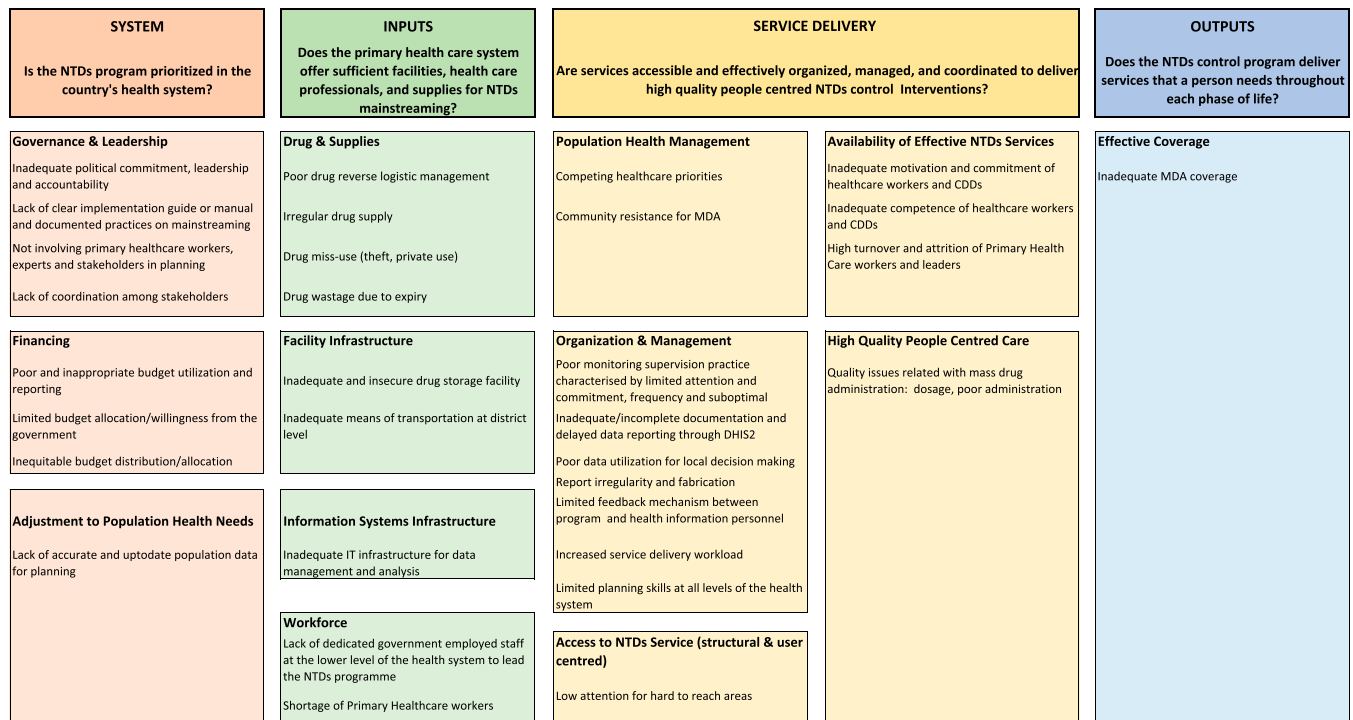 SYSTEM
Is the NTDs program prioritized in the
country's health system?
INPUTS
Does the primary health care system
offer sufficient facilities, health care
professionals, and supplies for NTDs
mainstreaming?
SERVICE DELIVERY
Are services accessible and effectively organized, managed, and coordinated to deliver
high quality people centred NTDs control  Interventions?
OUTPUTS
Does the NTDs control program deliver
services that a person needs throughout
each phase of life?
Governance & Leadership
Inadequate political commitment, leadership
and accountability
Lack of clear implementation guide or manual
and documented practices on mainstreaming
Not involving primary healthcare workers,
experts and stakeholders in planning
Lack of coordination among stakeholders
Financing
Poor and inappropriate budget utilization and
reporting
Limited budget allocation/willingness from the
government
Inequitable budget distribution/allocation
Adjustment to Population Health Needs
Lack of accurate and uptodate population data
for planning
Drug & Supplies
Poor drug reverse logistic management
Irregular drug supply
Drug miss-use (theft, private use)
Drug wastage due to expiry
Facility Infrastructure
Inadequate and insecure drug storage facility
Inadequate means of transportation at district
level
Information Systems Infrastructure
Inadequate IT infrastructure for data
management and analysis
Workforce
Lack of dedicated government employed staff
at the lower level of the health system to lead
the NTDs programme
Shortage of Primary Healthcare workers
Population Health Management
Competing healthcare priorities
Community resistance for MDA
Organization & Management
Poor monitoring supervision practice
characterised by limited attention and
commitment, frequency and suboptimal
Inadequate/incomplete documentation and
delayed data reporting through DHIS2
Poor data utilization for local decision making
Report irregularity and fabrication
Limited feedback mechanism between
program  and health information personnel
Increased service delivery workload
Limited planning skills at all levels of the health
system
Access to NTDs Service (structural & user
centred)
Low attention for hard to reach areas
Availability of Effective NTDs Services
Inadequate motivation and commitment of
healthcare workers and CDDs
Inadequate competence of healthcare workers
and CDDs
High turnover and attrition of Primary Health
Care workers and leaders
High Quality People Centred Care
Quality issues related with mass drug
administration:  dosage, poor administration
Effective Coverage
Inadequate MDA coverage